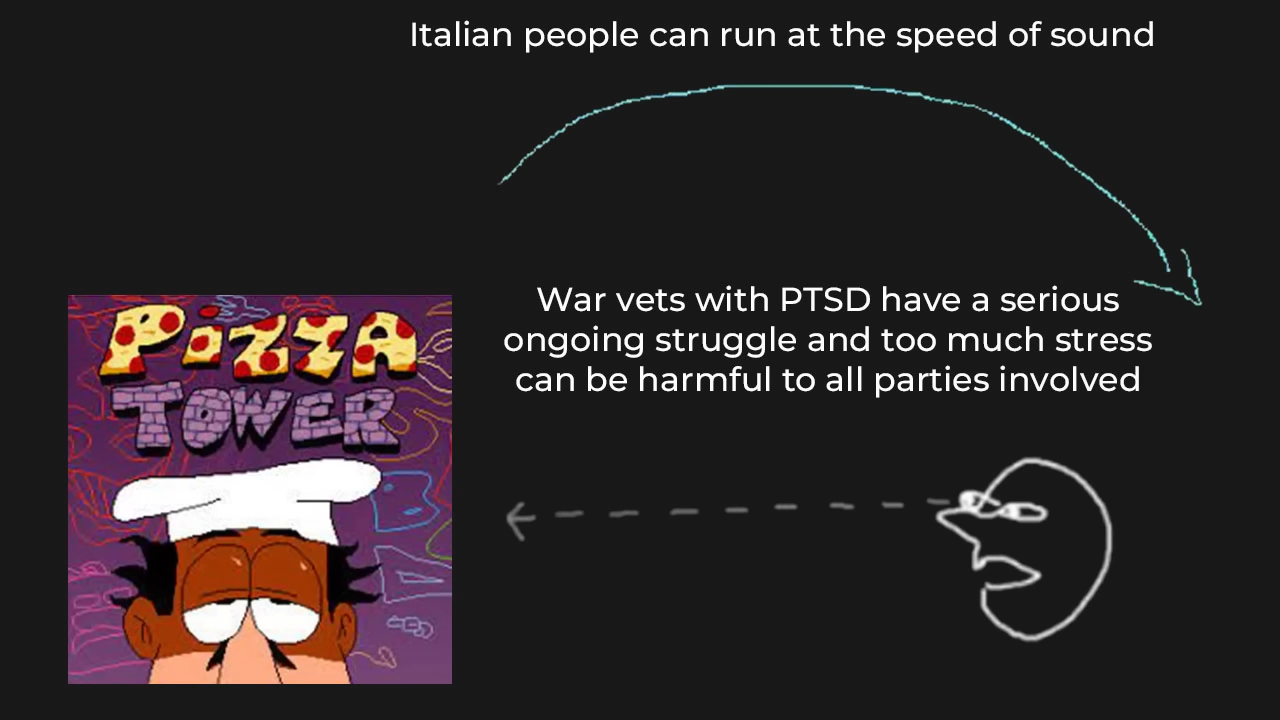 Italian people can run at the speed of sound
War vets with PTSD have a serious
ongoing struggle and too much stress
can be harmful to all parties involved
PIZZA
TOWER